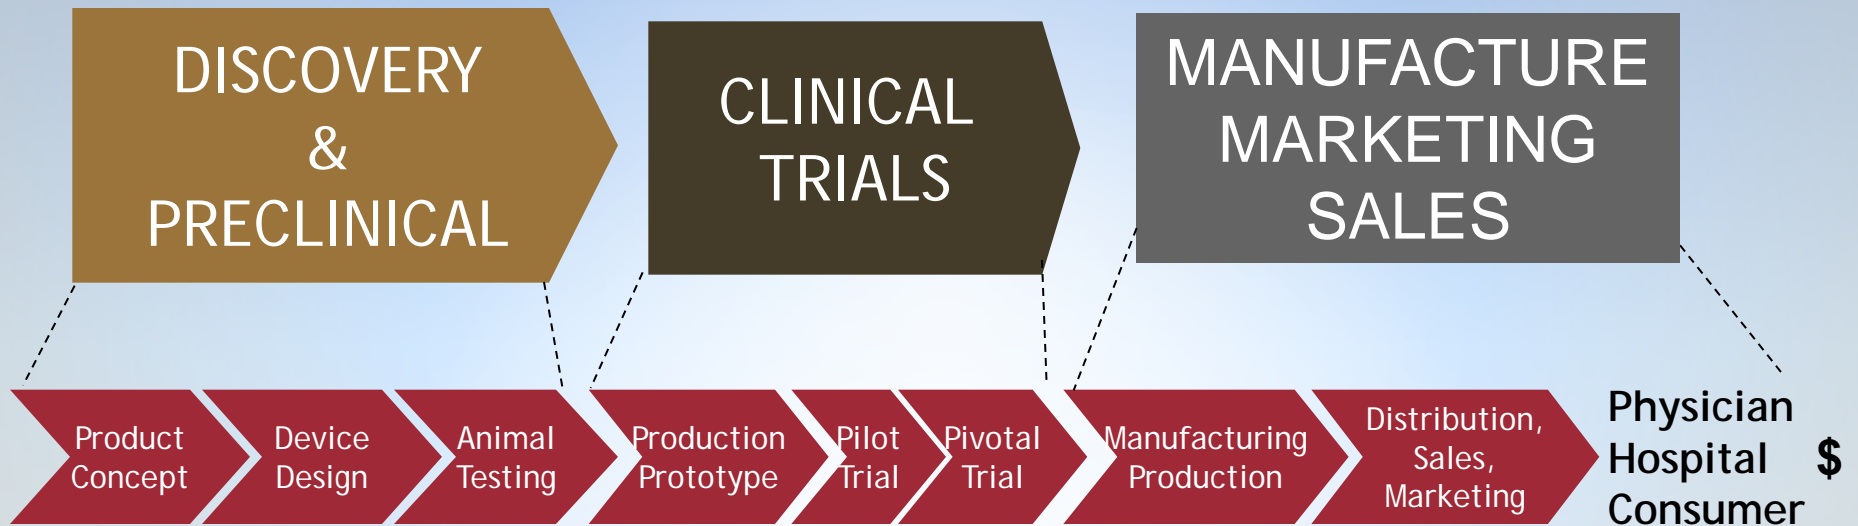 DISCOVERY
&
PRECLINICAL
CLINICAL
TRIALS
MANUFACTURE
MARKETING
SALES
Product
Concept
Device
Design
Animal
Testing
Production
Prototype
Pilot
Trial
Pivotal
Trial
Manufacturing
Production
Distribution,
Sales,
Marketing
Physician
Hospital $
Consumer